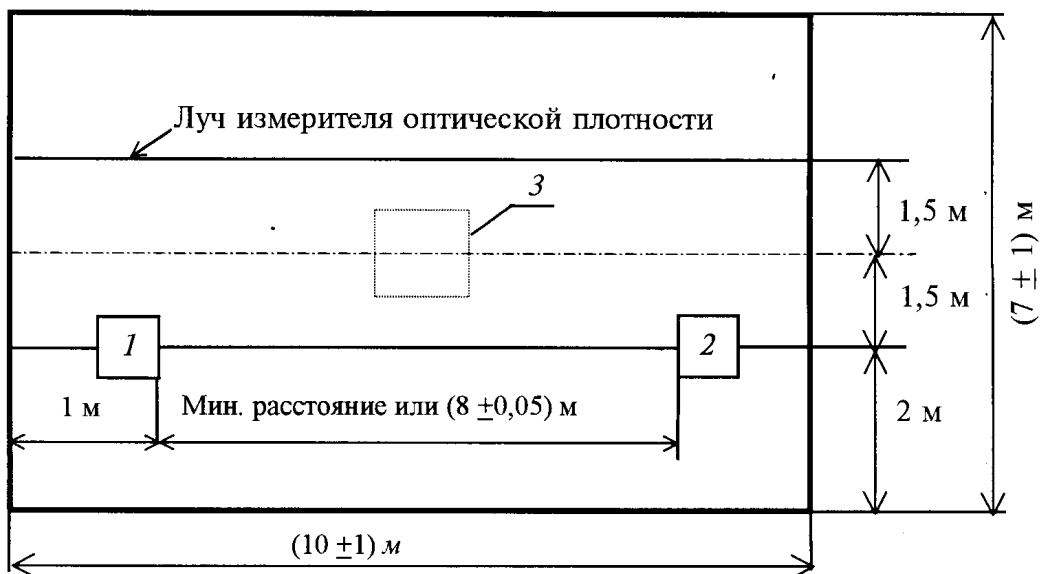 Луч измерителя оптической плотности
3
1,5 м
1,5 м
(7 ± 1) м
1
2
1 м
Мин. расстояние или (8 ±0,05) м
2 м
(10 ±1) м